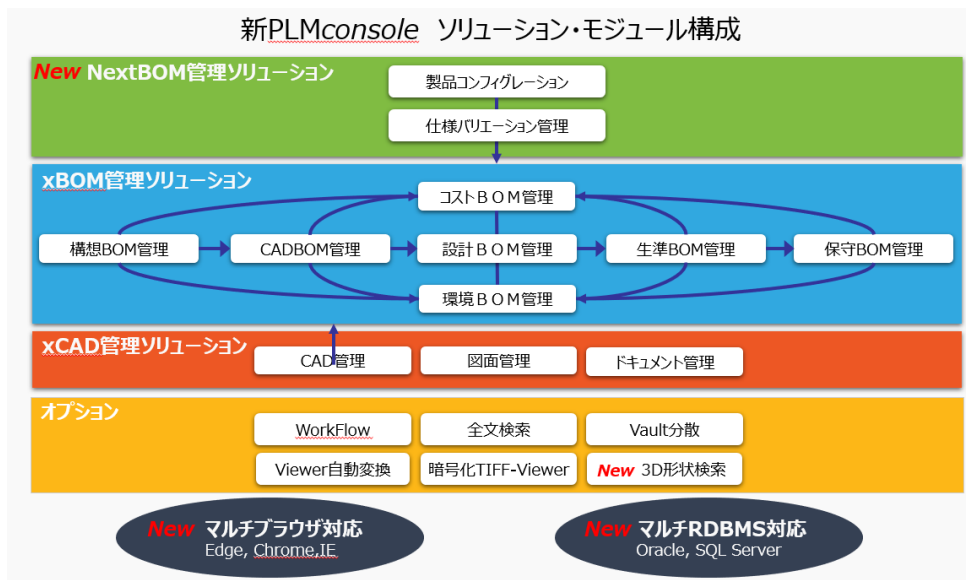 新PLMconsole ソリューション・モジュール構成
New NextBOM管理ソリューション
製品コンフィグレーション
仕様バリエーション管理
xBOM管理ソリューション
コストBOM管理
構想BOM管理
CADBOM管理
設計BOM管理
生準BOM管理
保守BOM管理
環境BOM管理
xCAD管理ソリューション
CAD管理
図面管理
ドキュメント管理
オプション
WorkFlow
全文検索
Vault分散
Viewer自動変換
暗号化TIFF-Viewer
New 3D形状検索
New マルチブラウザ対応
Edge, Chrome,IE
New マルチRDBMS対応
Oracle, SQL Server